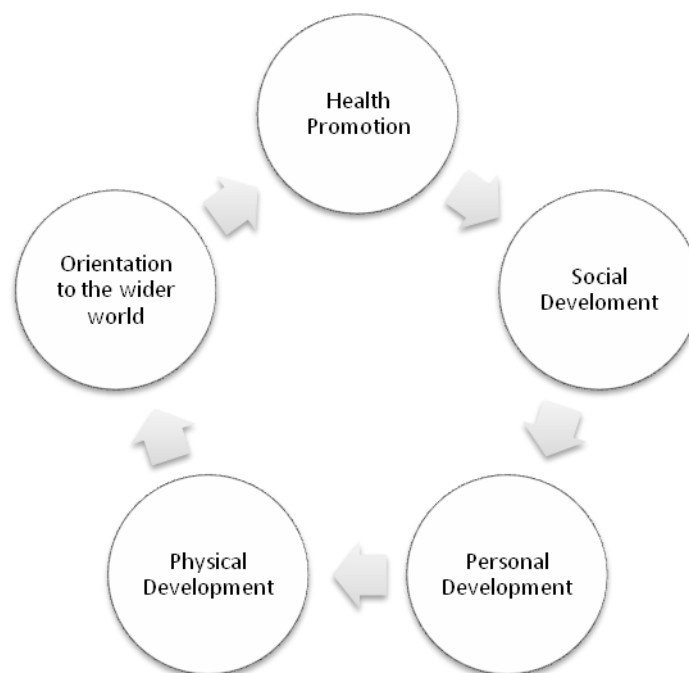 Health
Promotion
Social
Develoment
Personal
Development
Physical
Development
Orientation
to the wider
world